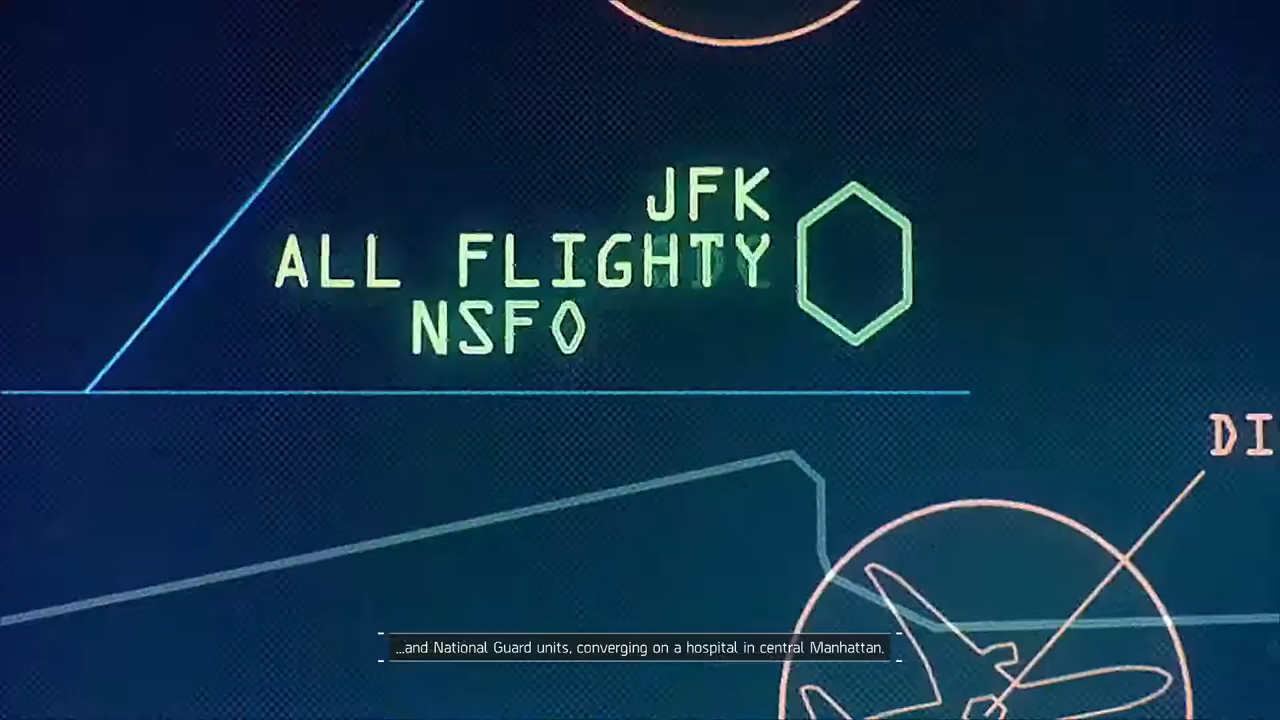 JFK
ALL FLIGHTY
NSFO
DI
...and National Guard units, converging on a hospital in central Manhattan.